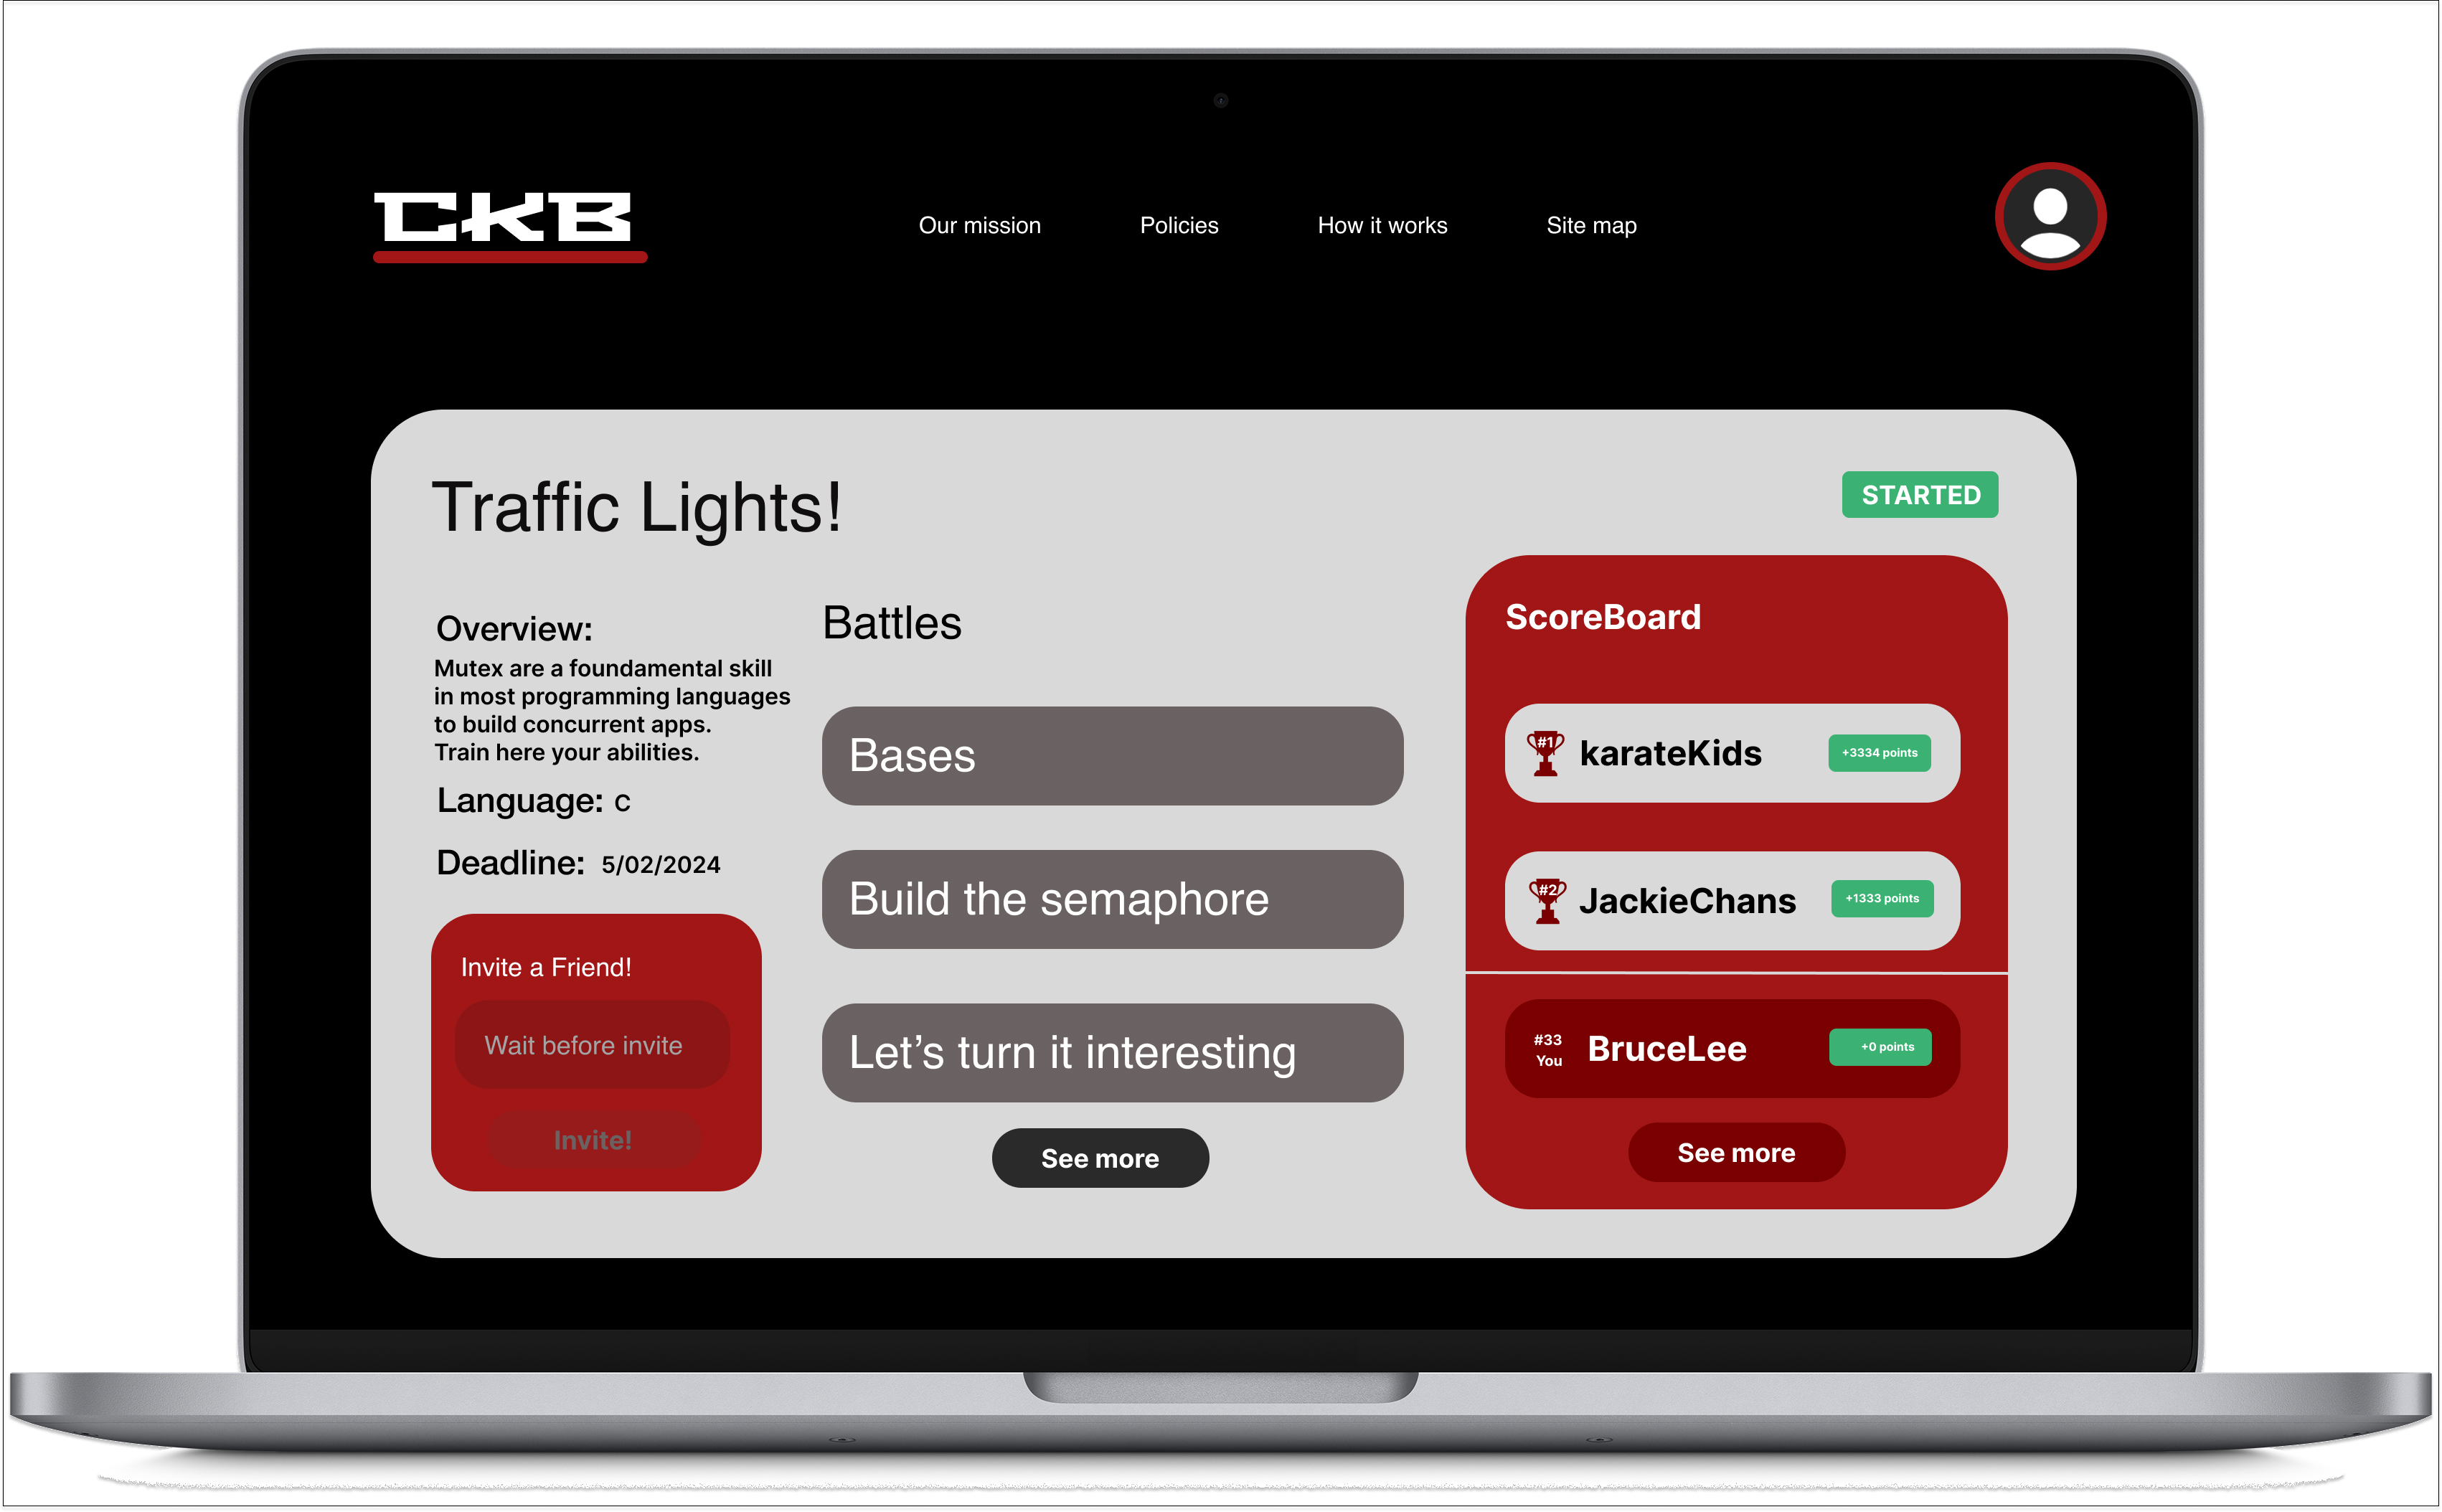 CKB
Our mission
Policies
How it works
Site map
Traffic Lights!
STARTED
Overview:
Mutex are a foundamental skill
in most programming languages
to build concurrent apps.
Train here your abilities.
Language: C
Deadline: 5/02/2024
Invite a Friend!
Wait before invite
Invite!
Battles
Bases
Build the semaphore
Let’s turn it interesting
See more
ScoreBoard
#1 karateKids +3334 points
#2 JackieChans +1333 points
#33
You
BruceLee +0 points
See more